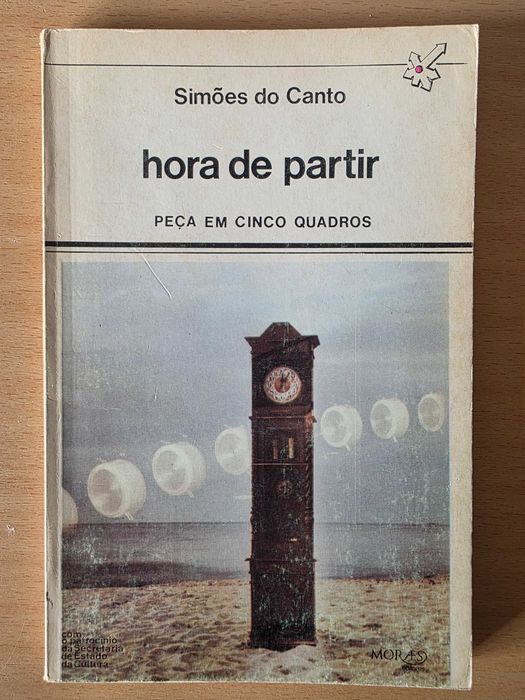 Simões do Canto
hora de partir
PEÇA EM CINCO QUADROS
com
o patrocínio
da Secretaria
de Estado
da Cultura
MORAES